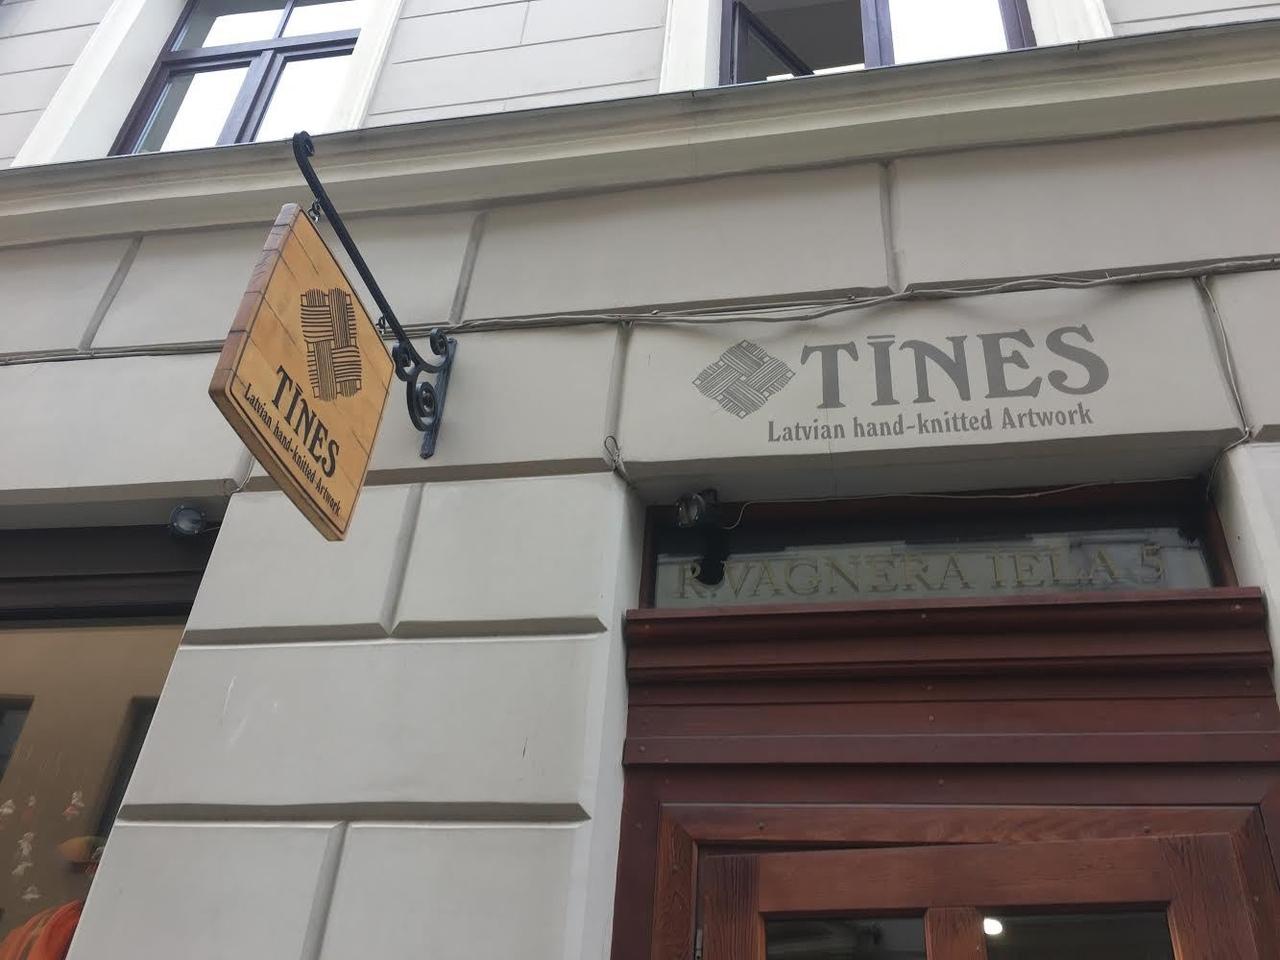 TĪNES
Latvian hand-knitted Artwork
TĪNES
Latvian hand-knitted Artwork
R. VAGNERA IELA 5